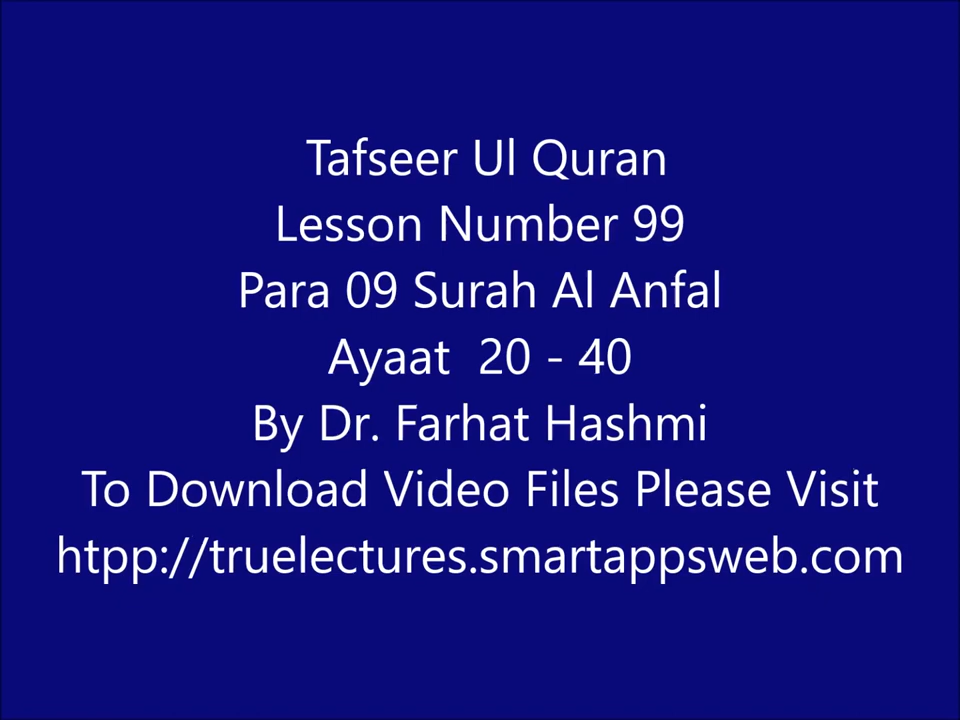 Tafseer Ul Quran
Lesson Number 99
Para 09 Surah Al Anfal
Ayaat  20 - 40
By Dr. Farhat Hashmi
To Download Video Files Please Visit
htpp://truelectures.smartappsweb.com